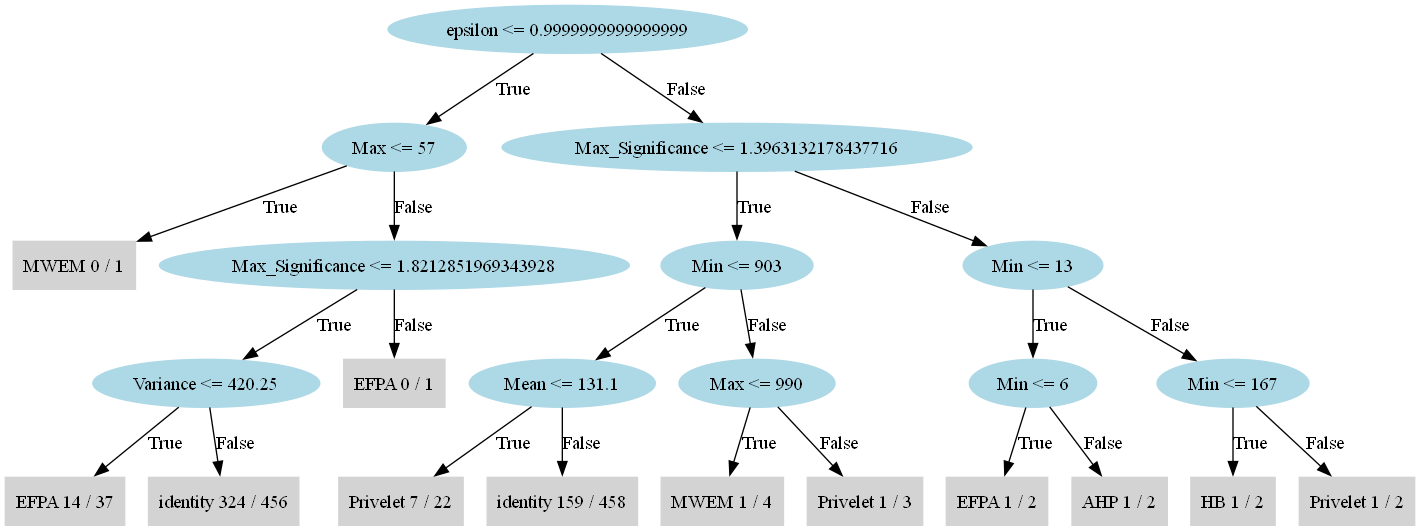 epsilon <= 0.9999999999999999
True
False
Max <= 57
Max_Significance <= 1.3963132178437716
True
False
True
False
MWEM 0 / 1
Max_Significance <= 1.8212851969343928
Min <= 903
Min <= 13
True
False
True
False
True
False
Variance <= 420.25
EFPA 0 / 1
Mean <= 131.1
Max <= 990
Min <= 6
Min <= 167
True
False
True
False
True
False
True
False
True
False
EFPA 14 / 37
identity 324 / 456
Privelet 7 / 22
identity 159 / 458
MWEM 1 / 4
Privelet 1 / 3
EFPA 1 / 2
AHP 1 / 2
HB 1 / 2
Privelet 1 / 2